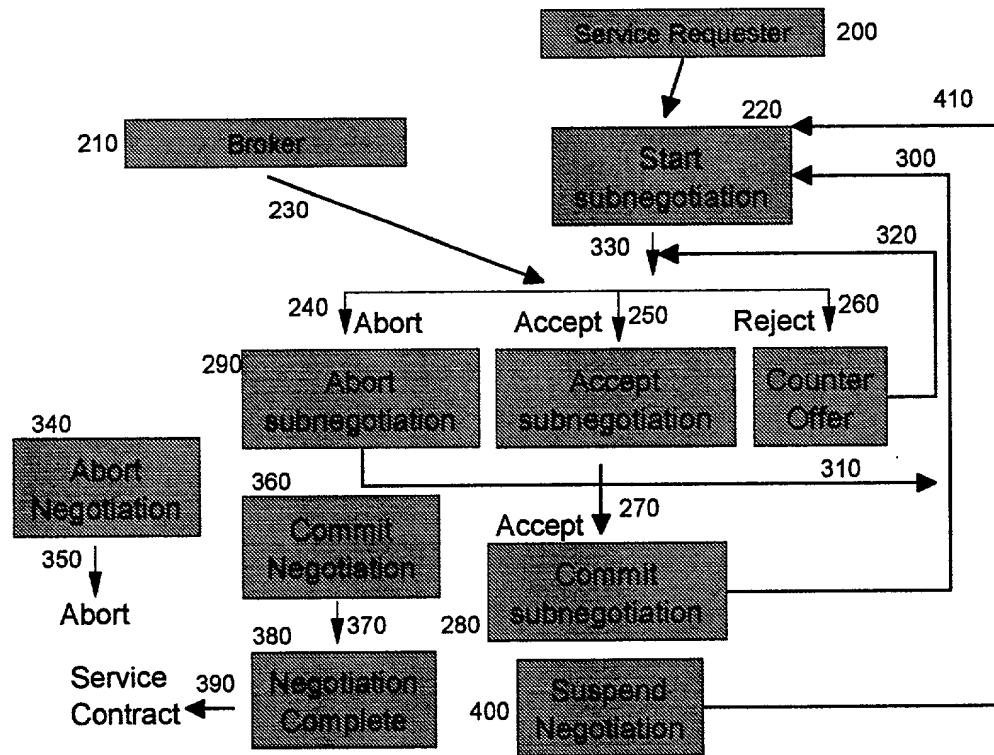 Service Requester
200
410
220
210
Broker
Start
subnegotiation
300
230
330
320
240
Abort
Accept
250
Reject
260
290
Abort
subnegotiation
Accept
subnegotiation
Counter
Offer
340
Abort
Negotiation
310
360
270
Accept
Commit
Negotiation
Commit
subnegotiation
350
Abort
370
280
380
Service
Contract
390
Negotiation
Complete
400
Suspend
Negotiation